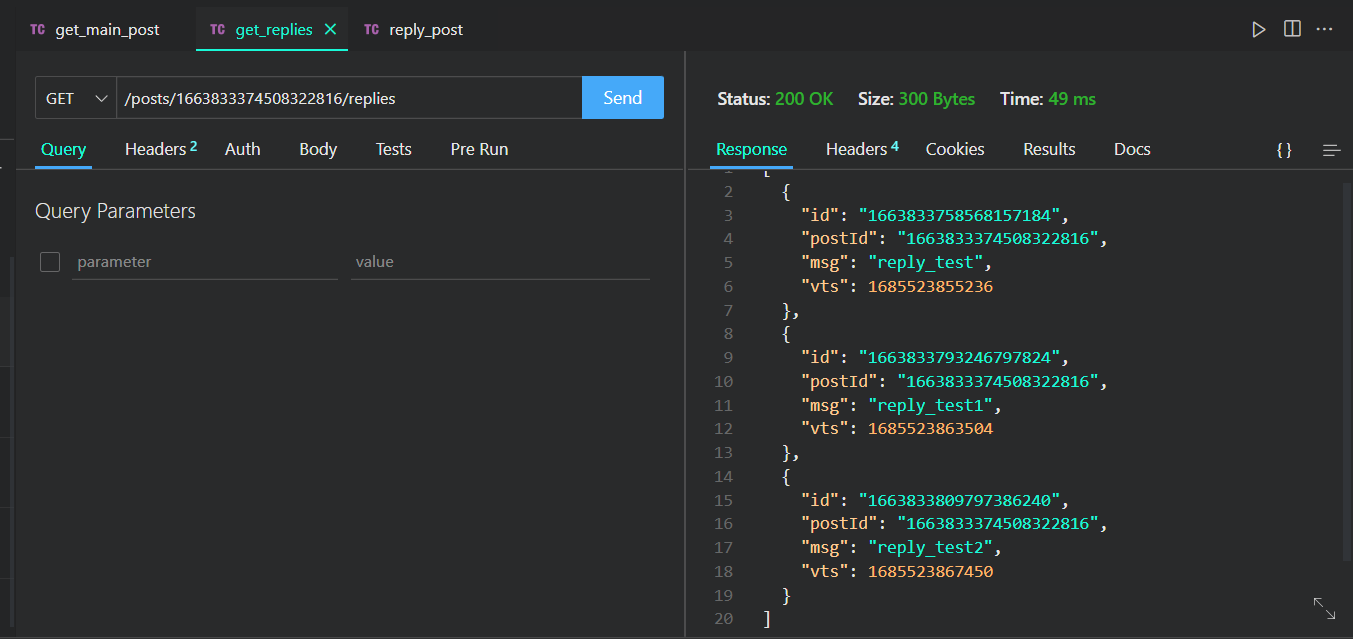 TC get_main_post TC get_replies TC reply_post
GET /posts/1663833374508322816/replies Send
Query Headers 2 Auth Body Tests Pre Run
Query Parameters
parameter value
Status: 200 OK Size: 300 Bytes Time: 49 ms
Response Headers 4 Cookies Results Docs {}
1 [
2 {
3 "id": "1663833758568157184",
4 "postId": "1663833374508322816",
5 "msg": "reply_test",
6 "vts": 1685523855236
7 },
8 {
9 "id": "1663833793246797824",
10 "postId": "1663833374508322816",
11 "msg": "reply_test1",
12 "vts": 1685523863504
13 },
14 {
15 "id": "1663833809797386240",
16 "postId": "1663833374508322816",
17 "msg": "reply_test2",
18 "vts": 1685523867450
19 }
20 ]